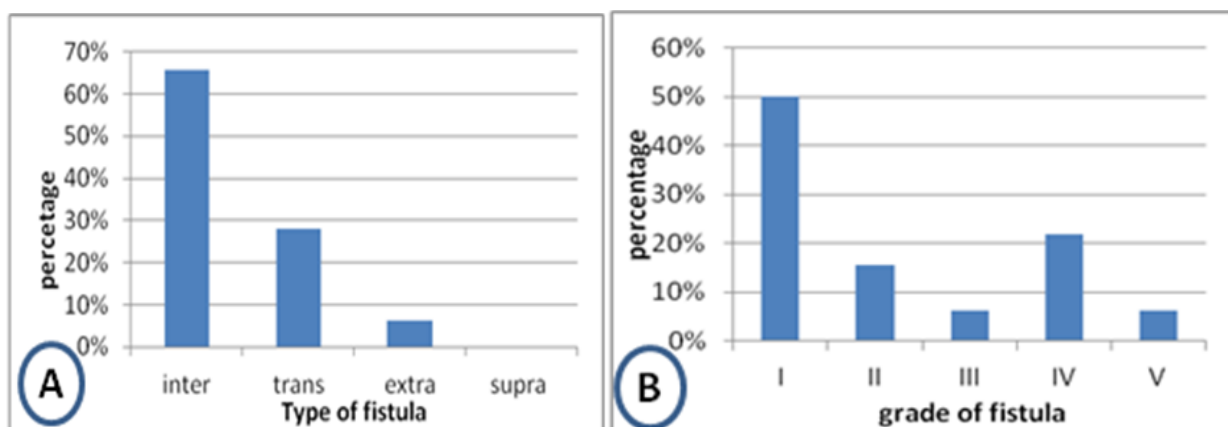 70%
60%
50%
40%
30%
20%
10%
0%
percetage
inter trans extra supra
Type of fistula
A
60%
50%
40%
30%
20%
10%
0%
percentage
I II III IV V
grade of fistula
B